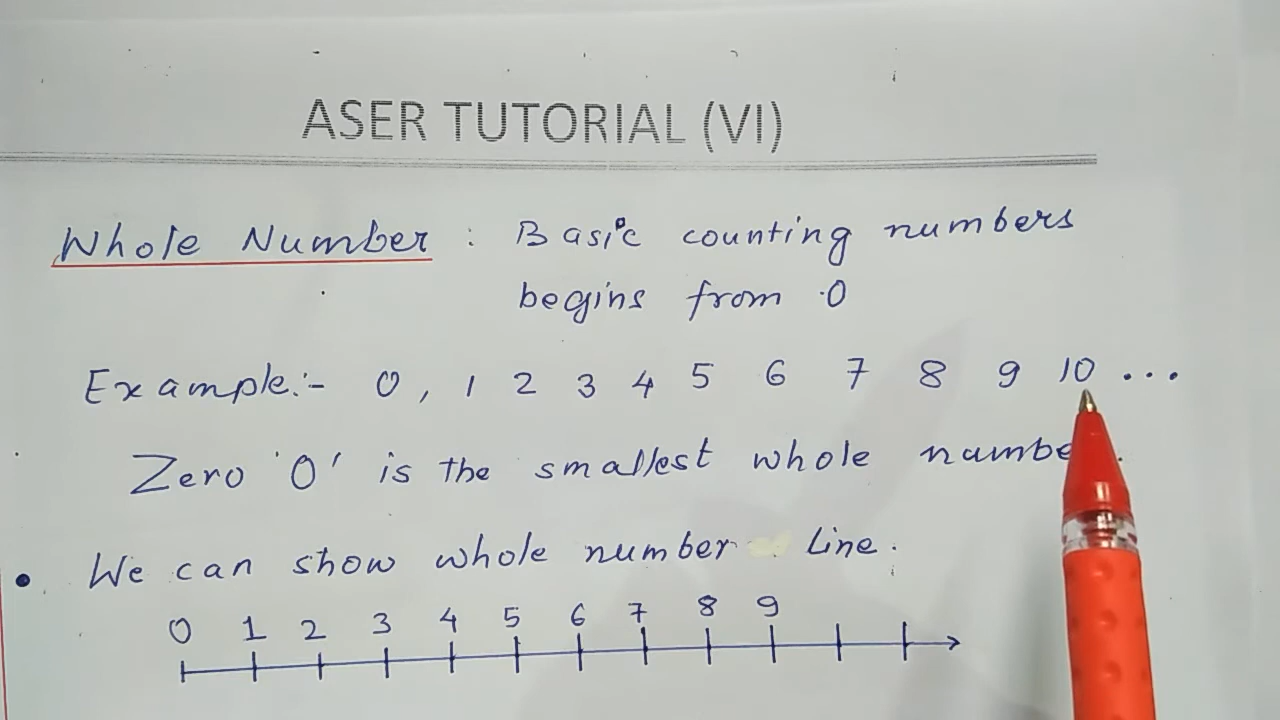 ASER TUTORIAL (VI)
Whole Number : Basic counting numbers
begins from 0
Example:- 0, 1 2 3 4 5 6 7 8 9 10 ...
Zero '0' is the smallest whole numbe
• We can show whole number Line.
0 1 2 3 4 5 6 7 8 9